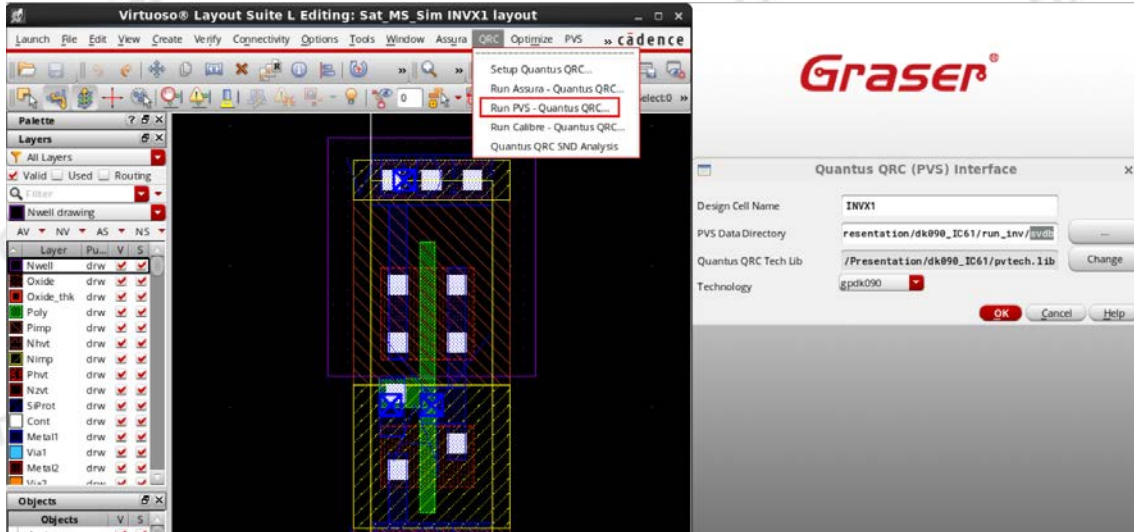 Virtuoso® Layout Suite L Editing: Sat_MS_Sim INVX1 layout
Launch File Edit View Create Verify Connectivity Options Tools Window Assura QRC Optimize PVS » cādence
Setup Quantus QRC...
Run Assura - Quantus QRC...
Run PVS - Quantus QRC...
Run Calibre - Quantus QRC...
Quantus QRC SND Analysis
0
select:0 »
Palette
Layers
All Layers
Valid Used Routing
Filter
Nwell drawing
AV NV AS NS
Layer Pu... V S
Nwell drw
Oxide drw
Oxide_thk drw
Poly drw
Pimp drw
Nhvt drw
Nimp drw
Phvt drw
Nzvt drw
SiProt drw
Cont drw
Metal1 drw
Via1 drw
Metal2 drw
Via2 drw
Objects
Objects V S
Graser®
Quantus QRC (PVS) Interface
Design Cell Name INVX1
PVS Data Directory resentation/dk090_IC61/run_inv/svdb ...
Quantus QRC Tech Lib /Presentation/dk090_IC61/pvtech.lib Change
Technology gpdk090
OK Cancel Help